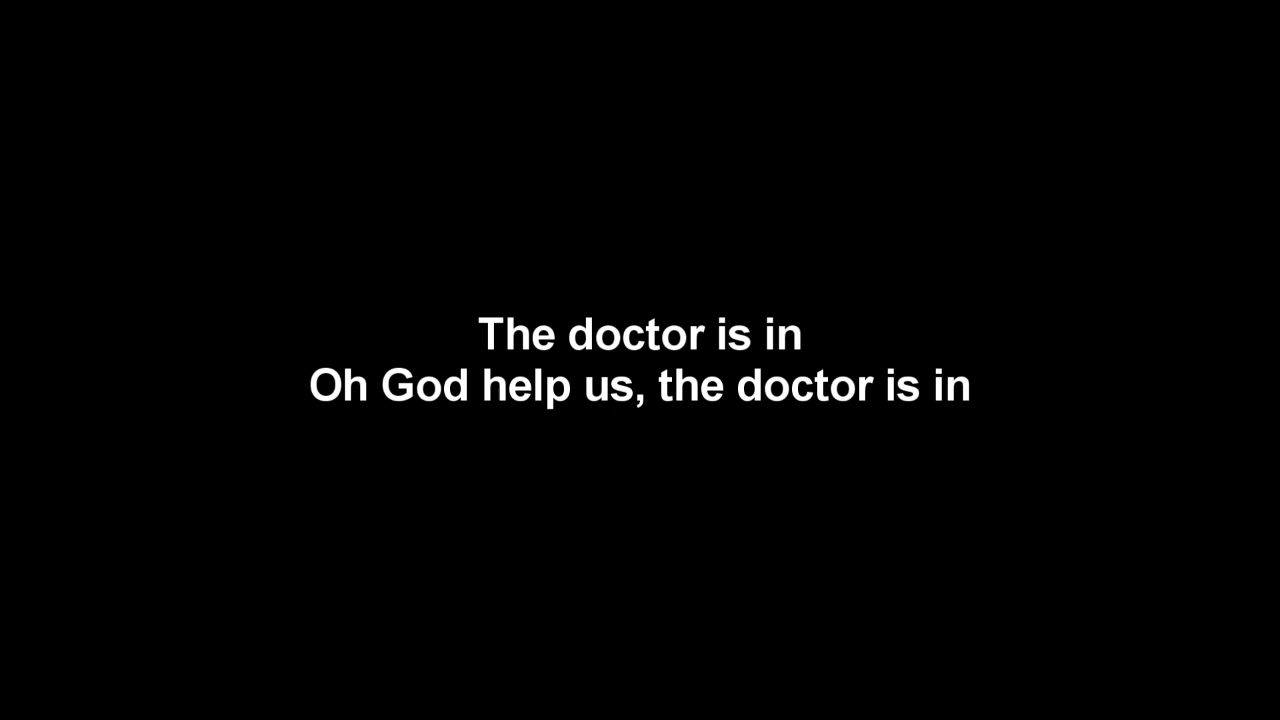 The doctor is in
Oh God help us, the doctor is in